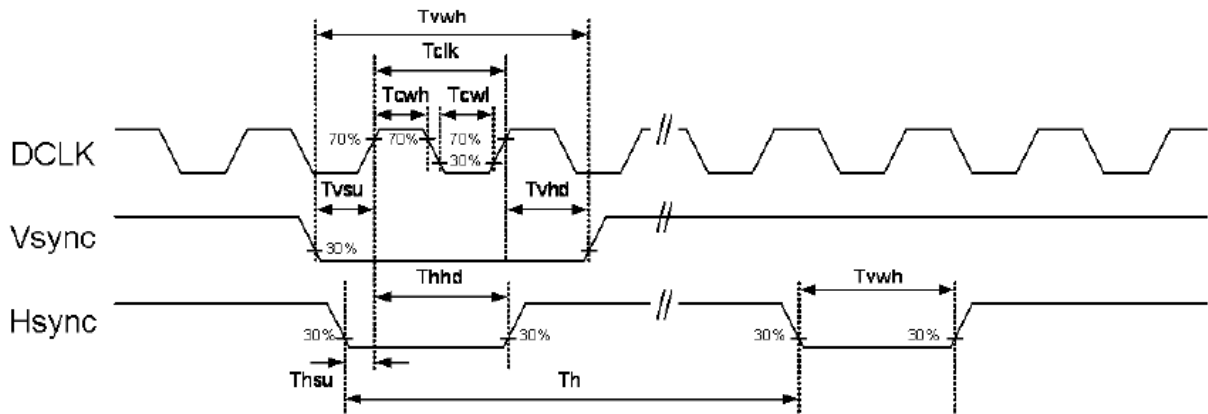 Tvwh
Tclk
Tcwh Tcwl
70% 70% 70%
DCLK
30%
Tvsu Tvhd
Vsync
30%
Thhd Tvwh
Hsync
30% 30% 30% 30%
Thsu Th